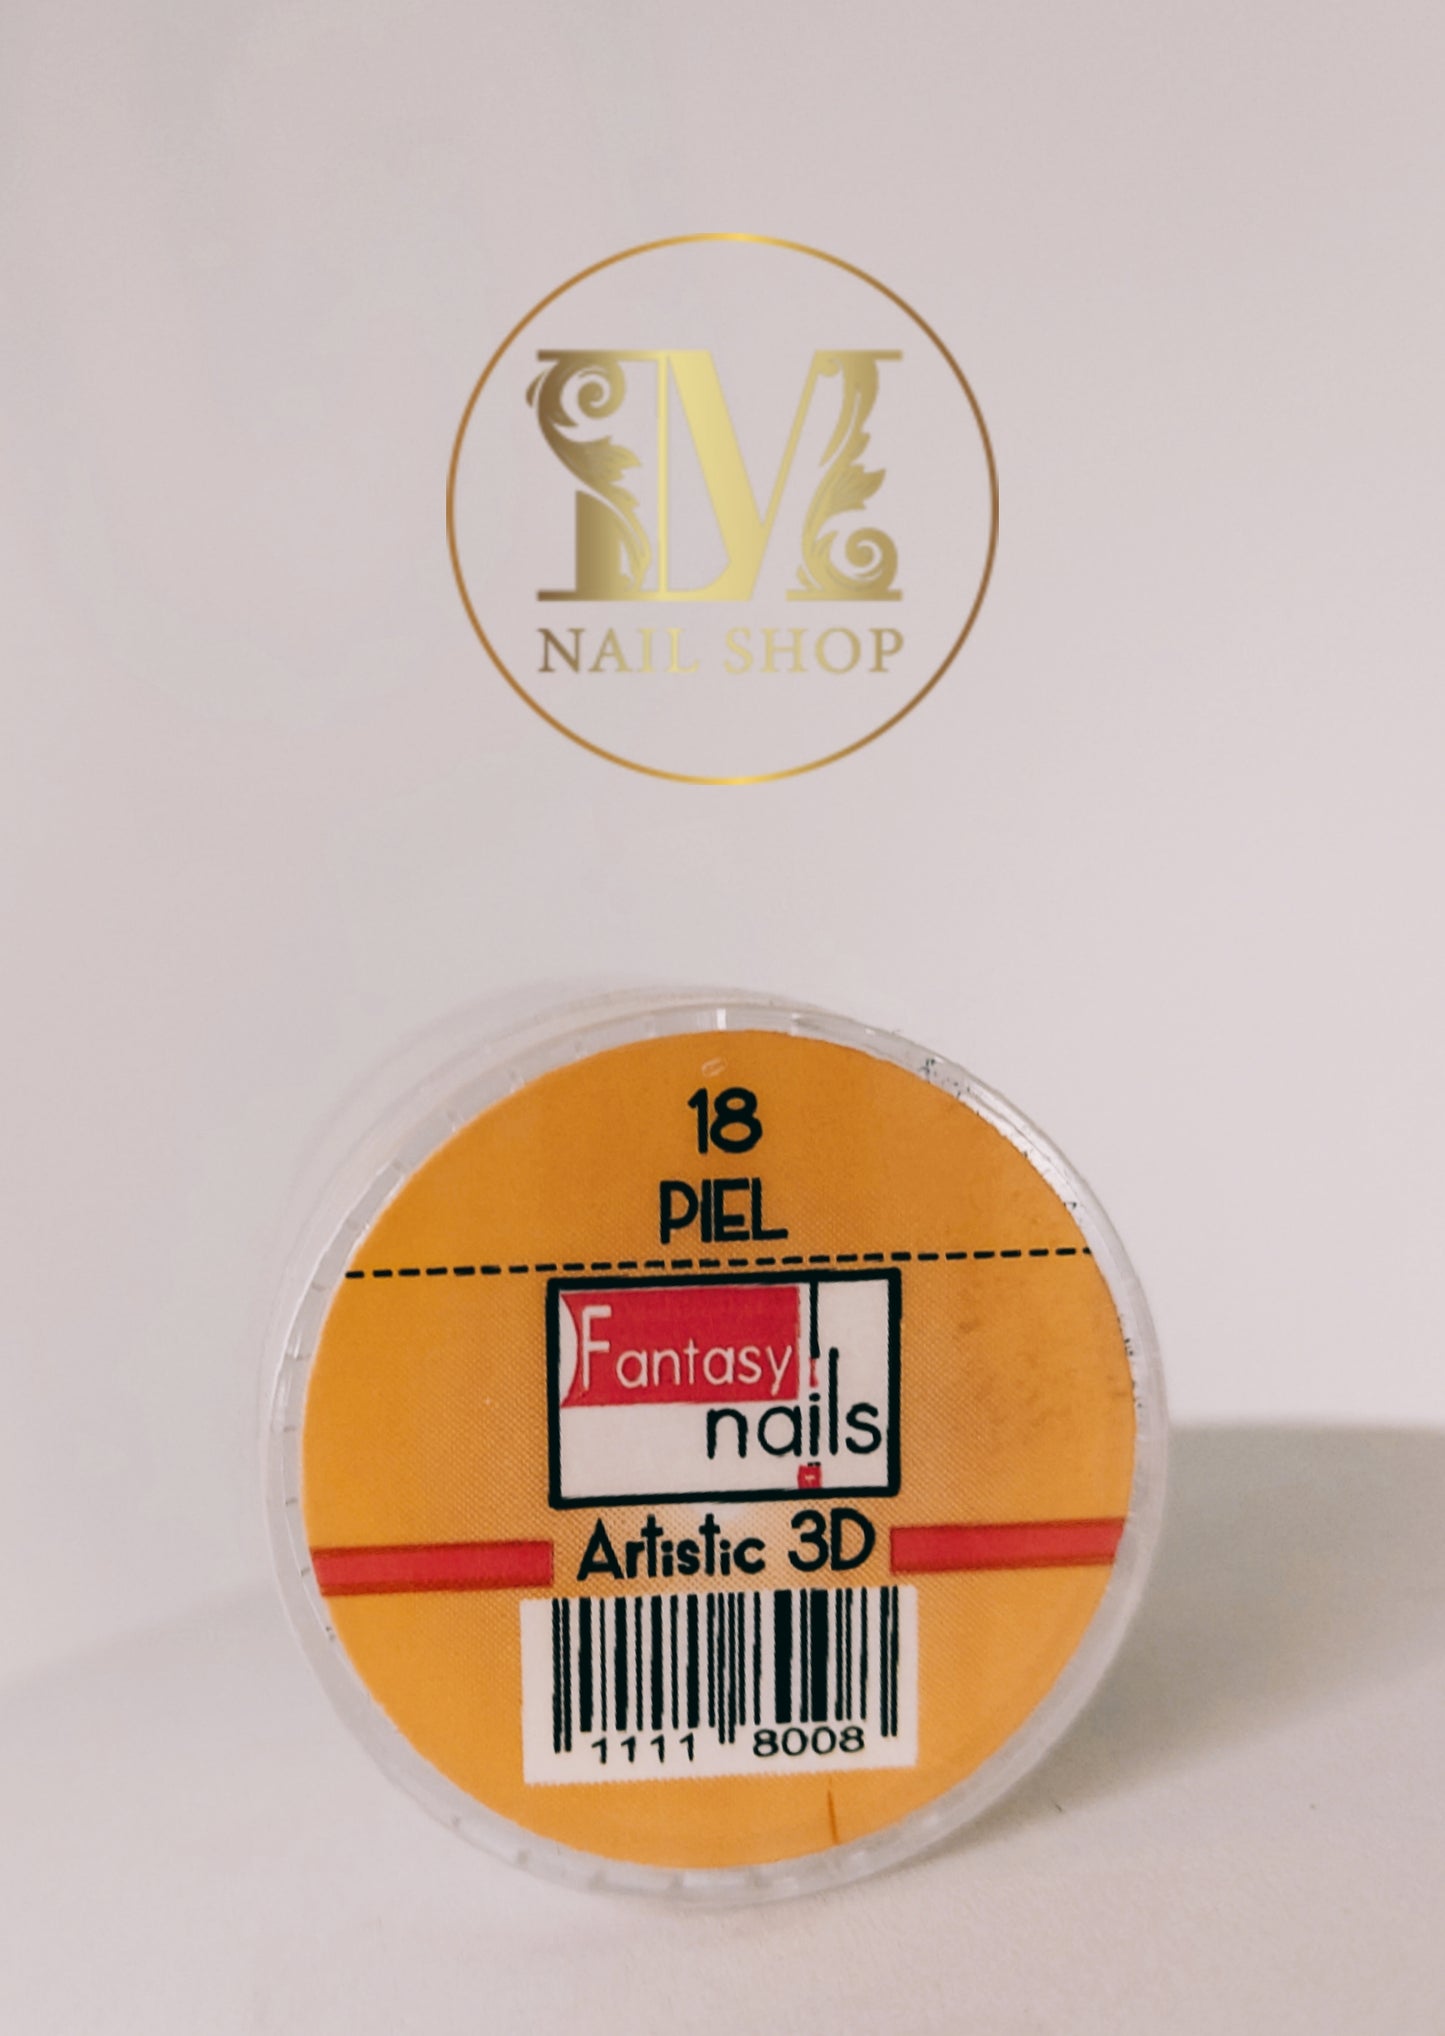 M
NAIL SHOP
18
PIEL
Fantasy
nails
Artistic 3D
1111 8008